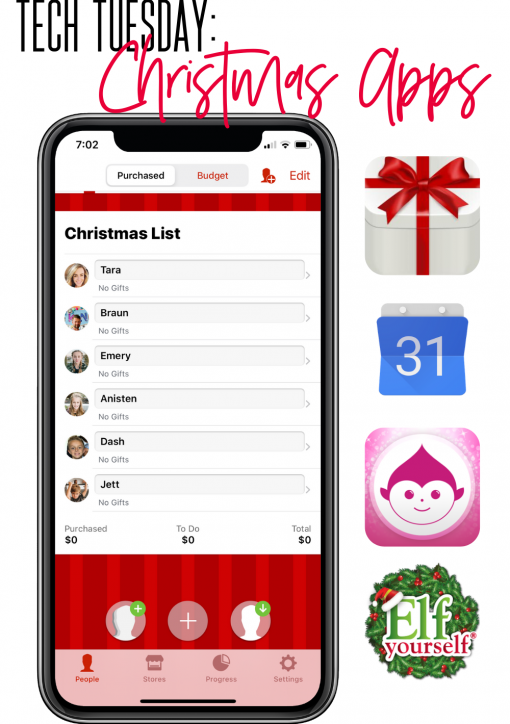 TECH TUESDAY:
Christmas Apps
7:02
Purchased Budget Edit
Christmas List
Tara
No Gifts
Braun
No Gifts
Emery
No Gifts
Anisten
No Gifts
Dash
No Gifts
Jett
No Gifts
Purchased To Do Total
$0 $0 $0
People Stores Progress Settings
31
Elf
yourself®